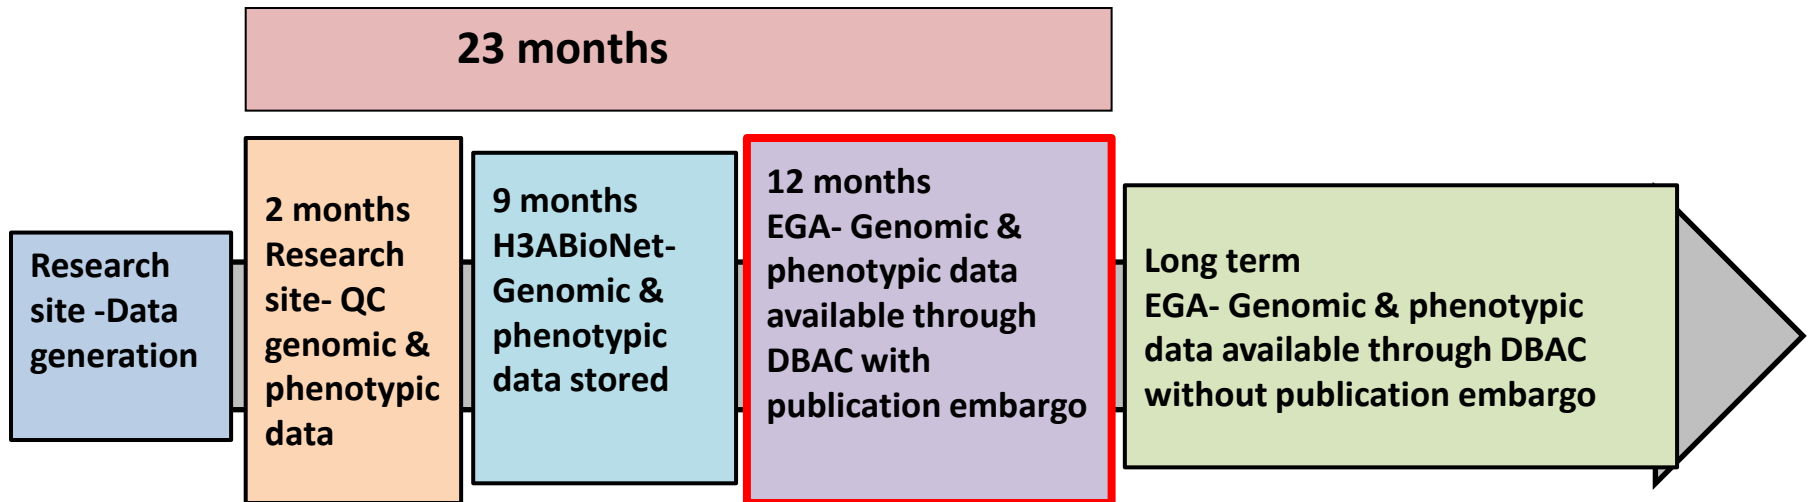 23 months
Research
site -Data
generation
2 months
Research
site- QC
genomic &
phenotypic
data
9 months
H3ABioNet-
Genomic &
phenotypic
data stored
12 months
EGA- Genomic &
phenotypic data
available through
DBAC with
publication embargo
Long term
EGA- Genomic & phenotypic
data available through DBAC
without publication embargo